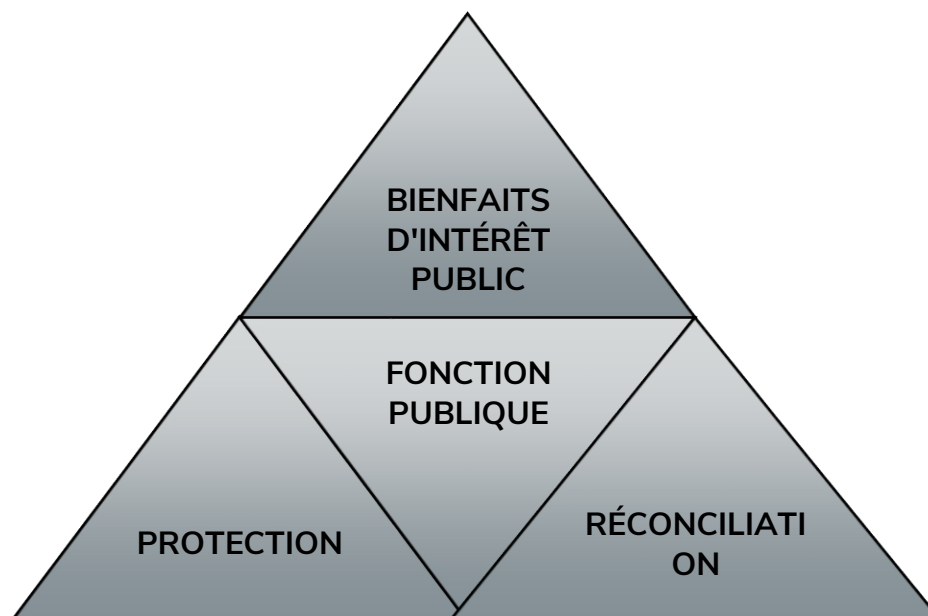 BIENFAITS
D'INTÉRÊT
PUBLIC
FONCTION
PUBLIQUE
PROTECTION
RÉCONCILIATI
ON